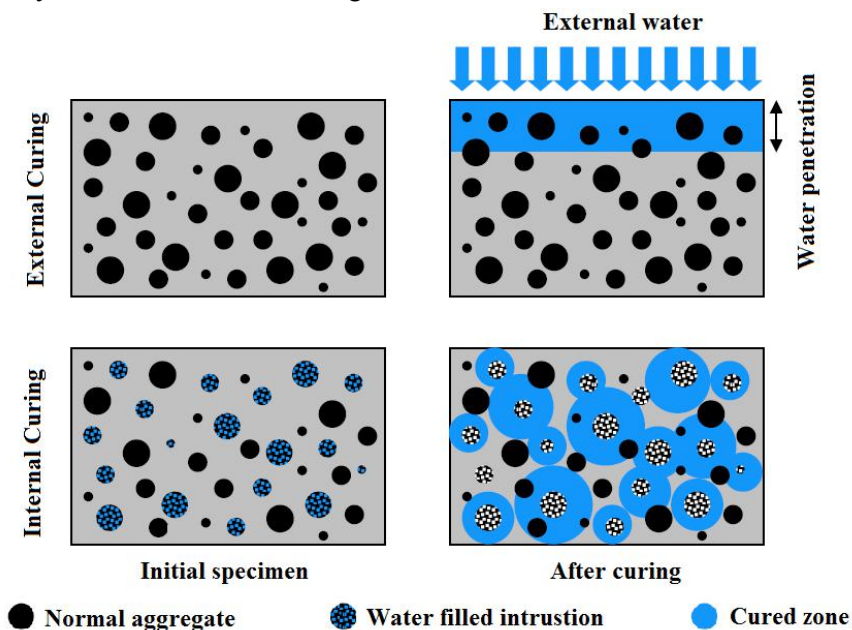 External water
External Curing
Water penetration
Internal Curing
Initial specimen
After curing
Normal aggregate
Water filled intrustion
Cured zone